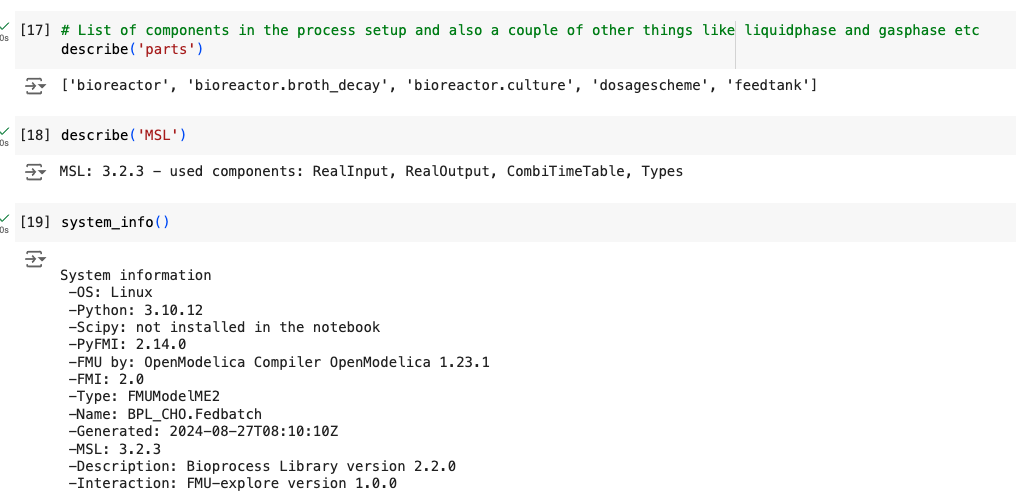 [17] # List of components in the process setup and also a couple of other things like liquidphase and gasphase etc
describe('parts')
0s
['bioreactor', 'bioreactor.broth_decay', 'bioreactor.culture', 'dosagescheme', 'feedtank']
[18] describe('MSL')
0s
MSL: 3.2.3 - used components: RealInput, RealOutput, CombiTimeTable, Types
[19] system_info()
0s
System information
-OS: Linux
-Python: 3.10.12
-Scipy: not installed in the notebook
-PyFMI: 2.14.0
-FMU by: OpenModelica Compiler OpenModelica 1.23.1
-FMI: 2.0
-Type: FMUModelME2
-Name: BPL_CHO.Fedbatch
-Generated: 2024-08-27T08:10:10Z
-MSL: 3.2.3
-Description: Bioprocess Library version 2.2.0
-Interaction: FMU-explore version 1.0.0